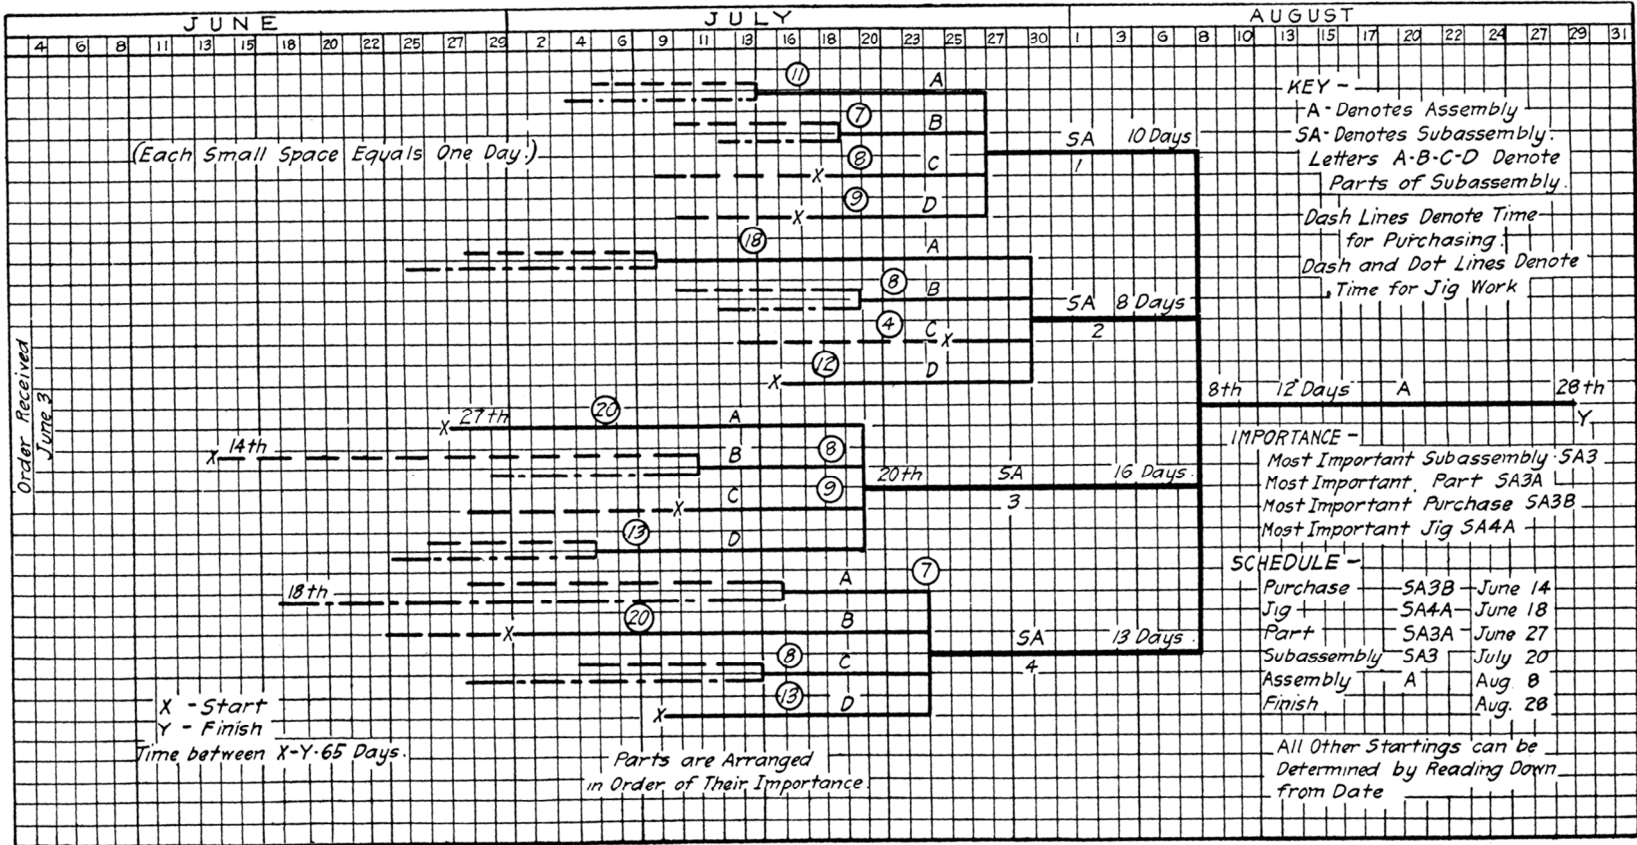 JUNE JULY AUGUST
4 6 8 11 13 15 18 20 22 25 27 29 2 4 6 9 11 13 16 18 20 23 25 27 30 1 3 6 8 10 13 15 17 20 22 24 27 29 31
Order Received
June 3
(Each Small Space Equals One Day.)
11 A
7 B
8 C
X
9 D
X
SA 10 Days
1
18 A
8 B
4 C
X
12 D
X
SA 8 Days
2
X 27th 20 A
X 14th B 8
C 9
X
13 D
20th SA 16 Days
3
A 7
18th
20 B
X
8 C
13 D
X
SA 13 Days
4
8th 12 Days A 28th
Y
KEY -
A - Denotes Assembly
SA - Denotes Subassembly.
Letters A-B-C-D Denote
Parts of Subassembly.
Dash Lines Denote Time
for Purchasing.
Dash and Dot Lines Denote
Time for Jig Work
IMPORTANCE -
Most Important Subassembly SA3
Most Important Part SA3A
Most Important Purchase SA3B
Most Important Jig SA4A
SCHEDULE -
Purchase SA3B June 14
Jig SA4A June 18
Part SA3A June 27
Subassembly SA3 July 20
Assembly A Aug. 8
Finish Aug. 28
All Other Startings can be
Determined by Reading Down
from Date
X - Start
Y - Finish
Time between X-Y-65 Days.
Parts are Arranged
in Order of Their Importance.